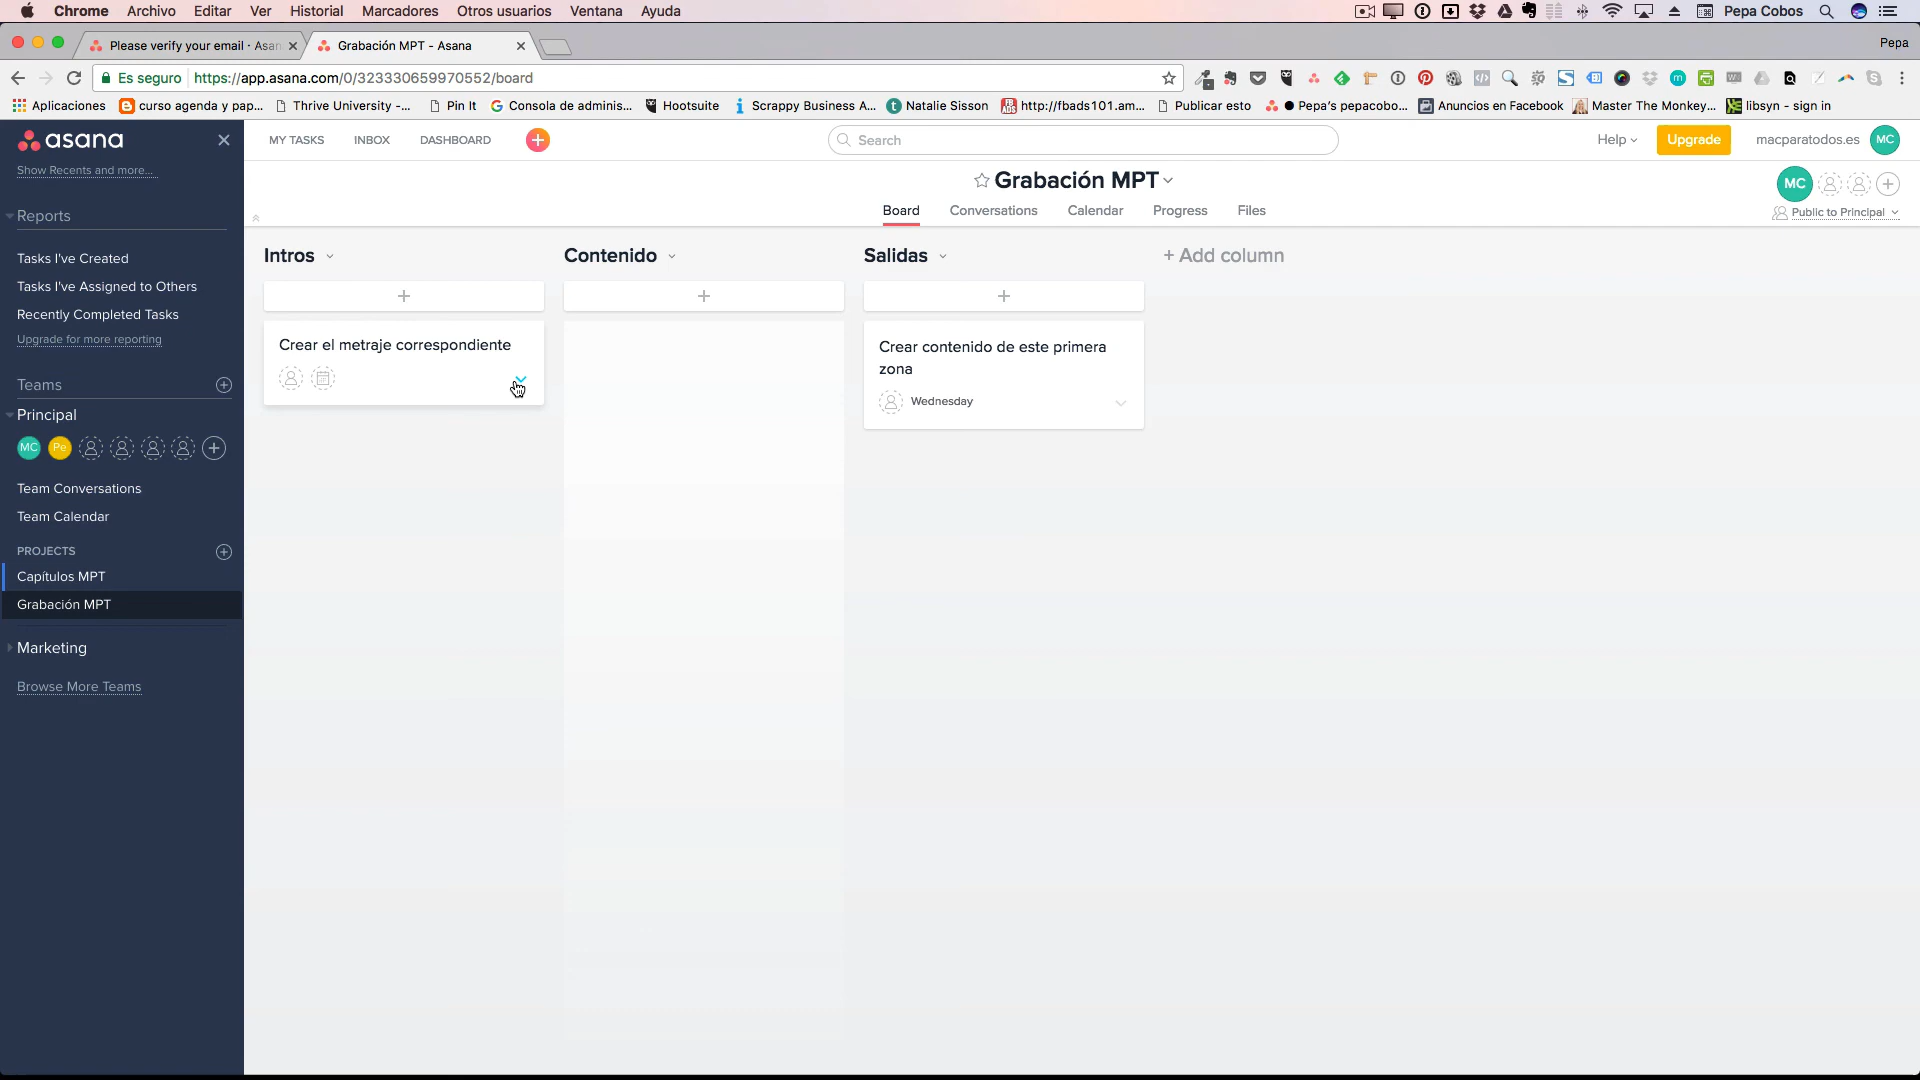 Chrome Archivo Editar Ver Historial Marcadores Otros usuarios Ventana Ayuda Pepa Cobos
Please verify your email · Asan Grabación MPT - Asana Pepa
Es seguro https://app.asana.com/0/323330659970552/board
Aplicaciones curso agenda y pap... Thrive University -... Pin It Consola de adminis... Hootsuite Scrappy Business A... Natalie Sisson http://fbads101.am... Publicar esto Pepa's pepacobo... Anuncios en Facebook Master The Monkey... libsyn - sign in
asana MY TASKS INBOX DASHBOARD Search Help Upgrade macparatodos.es MC
Show Recents and more...
Grabación MPT MC
Board Conversations Calendar Progress Files Public to Principal
Reports
Tasks I've Created
Tasks I've Assigned to Others
Recently Completed Tasks
Upgrade for more reporting
Teams
Principal
MC Pe
Team Conversations
Team Calendar
PROJECTS
Capítulos MPT
Grabación MPT
Marketing
Browse More Teams
Intros Contenido Salidas + Add column
Crear el metraje correspondiente
Crear contenido de este primera
zona
Wednesday